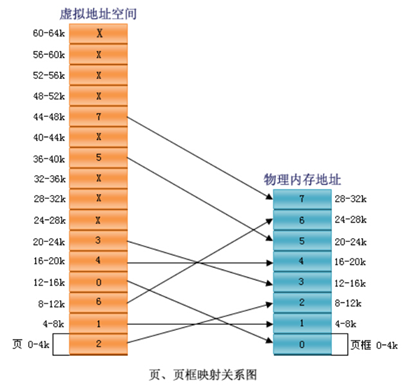 虚拟地址空间
60-64k X
56-60k X
52-56k X
48-52k X
44-48k 7
40-44k X
36-40k 5
32-36k X
28-32k X
24-28k X
20-24k 3
16-20k 4
12-16k 0
8-12k 6
4-8k 1
页 0-4k 2
物理内存地址
7 28-32k
6 24-28k
5 20-24k
4 16-20k
3 12-16k
2 8-12k
1 4-8k
0 页框 0-4k
页、页框映射关系图